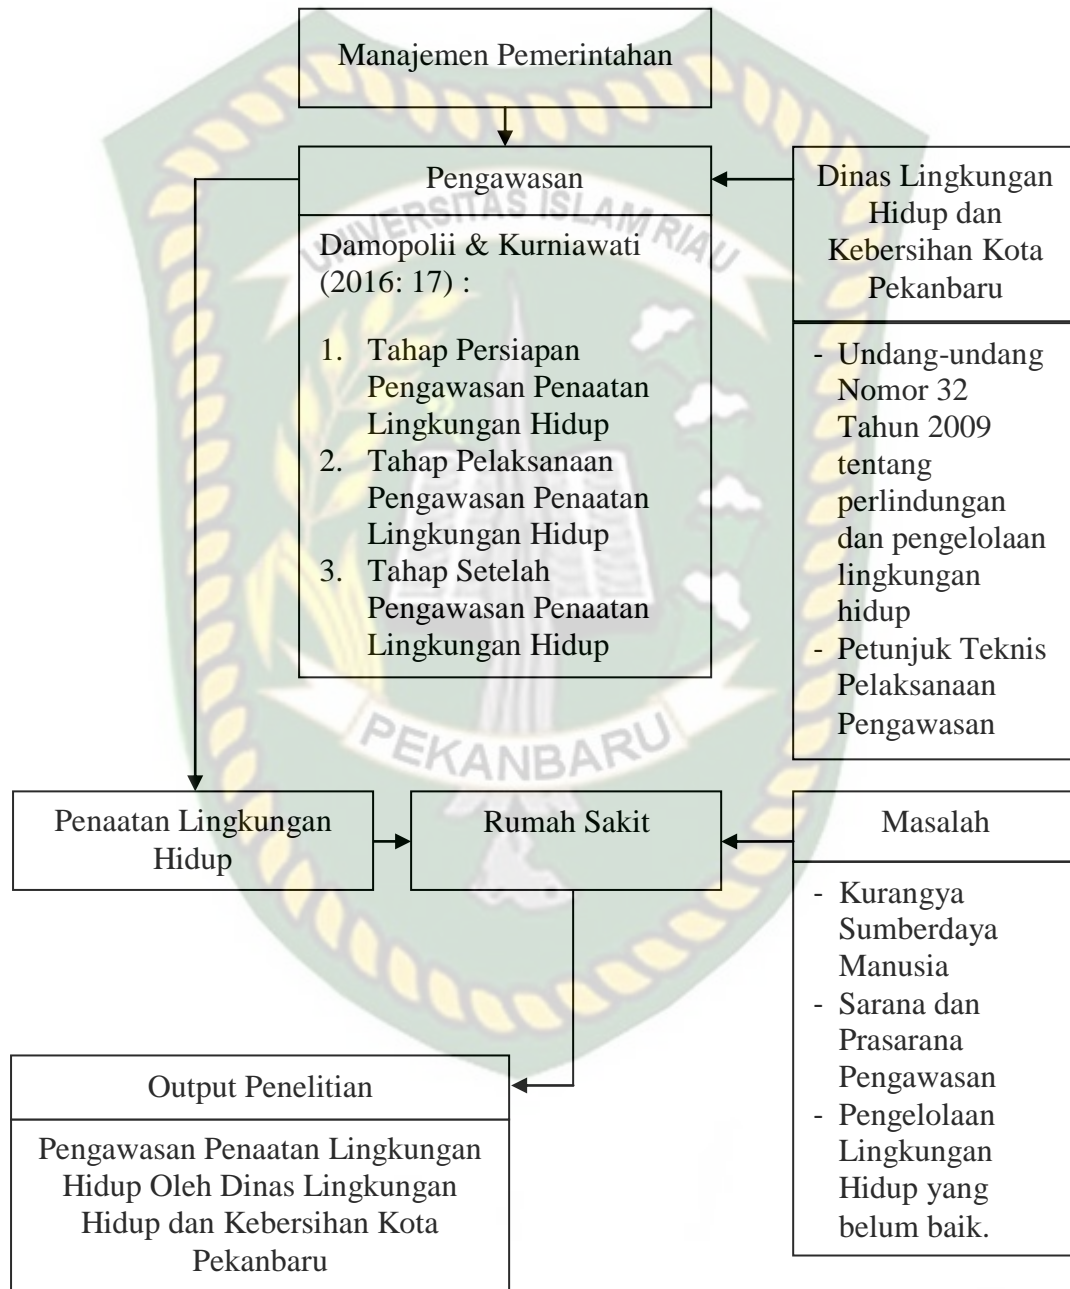 Manajemen Pemerintahan
Pengawasan
Damopolii & Kurniawati
(2016: 17) :
1. Tahap Persiapan
Pengawasan Penaatan
Lingkungan Hidup
2. Tahap Pelaksanaan
Pengawasan Penaatan
Lingkungan Hidup
3. Tahap Setelah
Pengawasan Penaatan
Lingkungan Hidup
Dinas Lingkungan
Hidup dan
Kebersihan Kota
Pekanbaru
- Undang-undang
Nomor 32
Tahun 2009
tentang
perlindungan
dan pengelolaan
lingkungan
hidup
- Petunjuk Teknis
Pelaksanaan
Pengawasan
UNIVERSITAS ISLAM RIAU
PEKANBARU
Penaatan Lingkungan
Hidup
Rumah Sakit
Masalah
- Kurangya
Sumberdaya
Manusia
- Sarana dan
Prasarana
Pengawasan
- Pengelolaan
Lingkungan
Hidup yang
belum baik.
Output Penelitian
Pengawasan Penaatan Lingkungan
Hidup Oleh Dinas Lingkungan
Hidup dan Kebersihan Kota
Pekanbaru